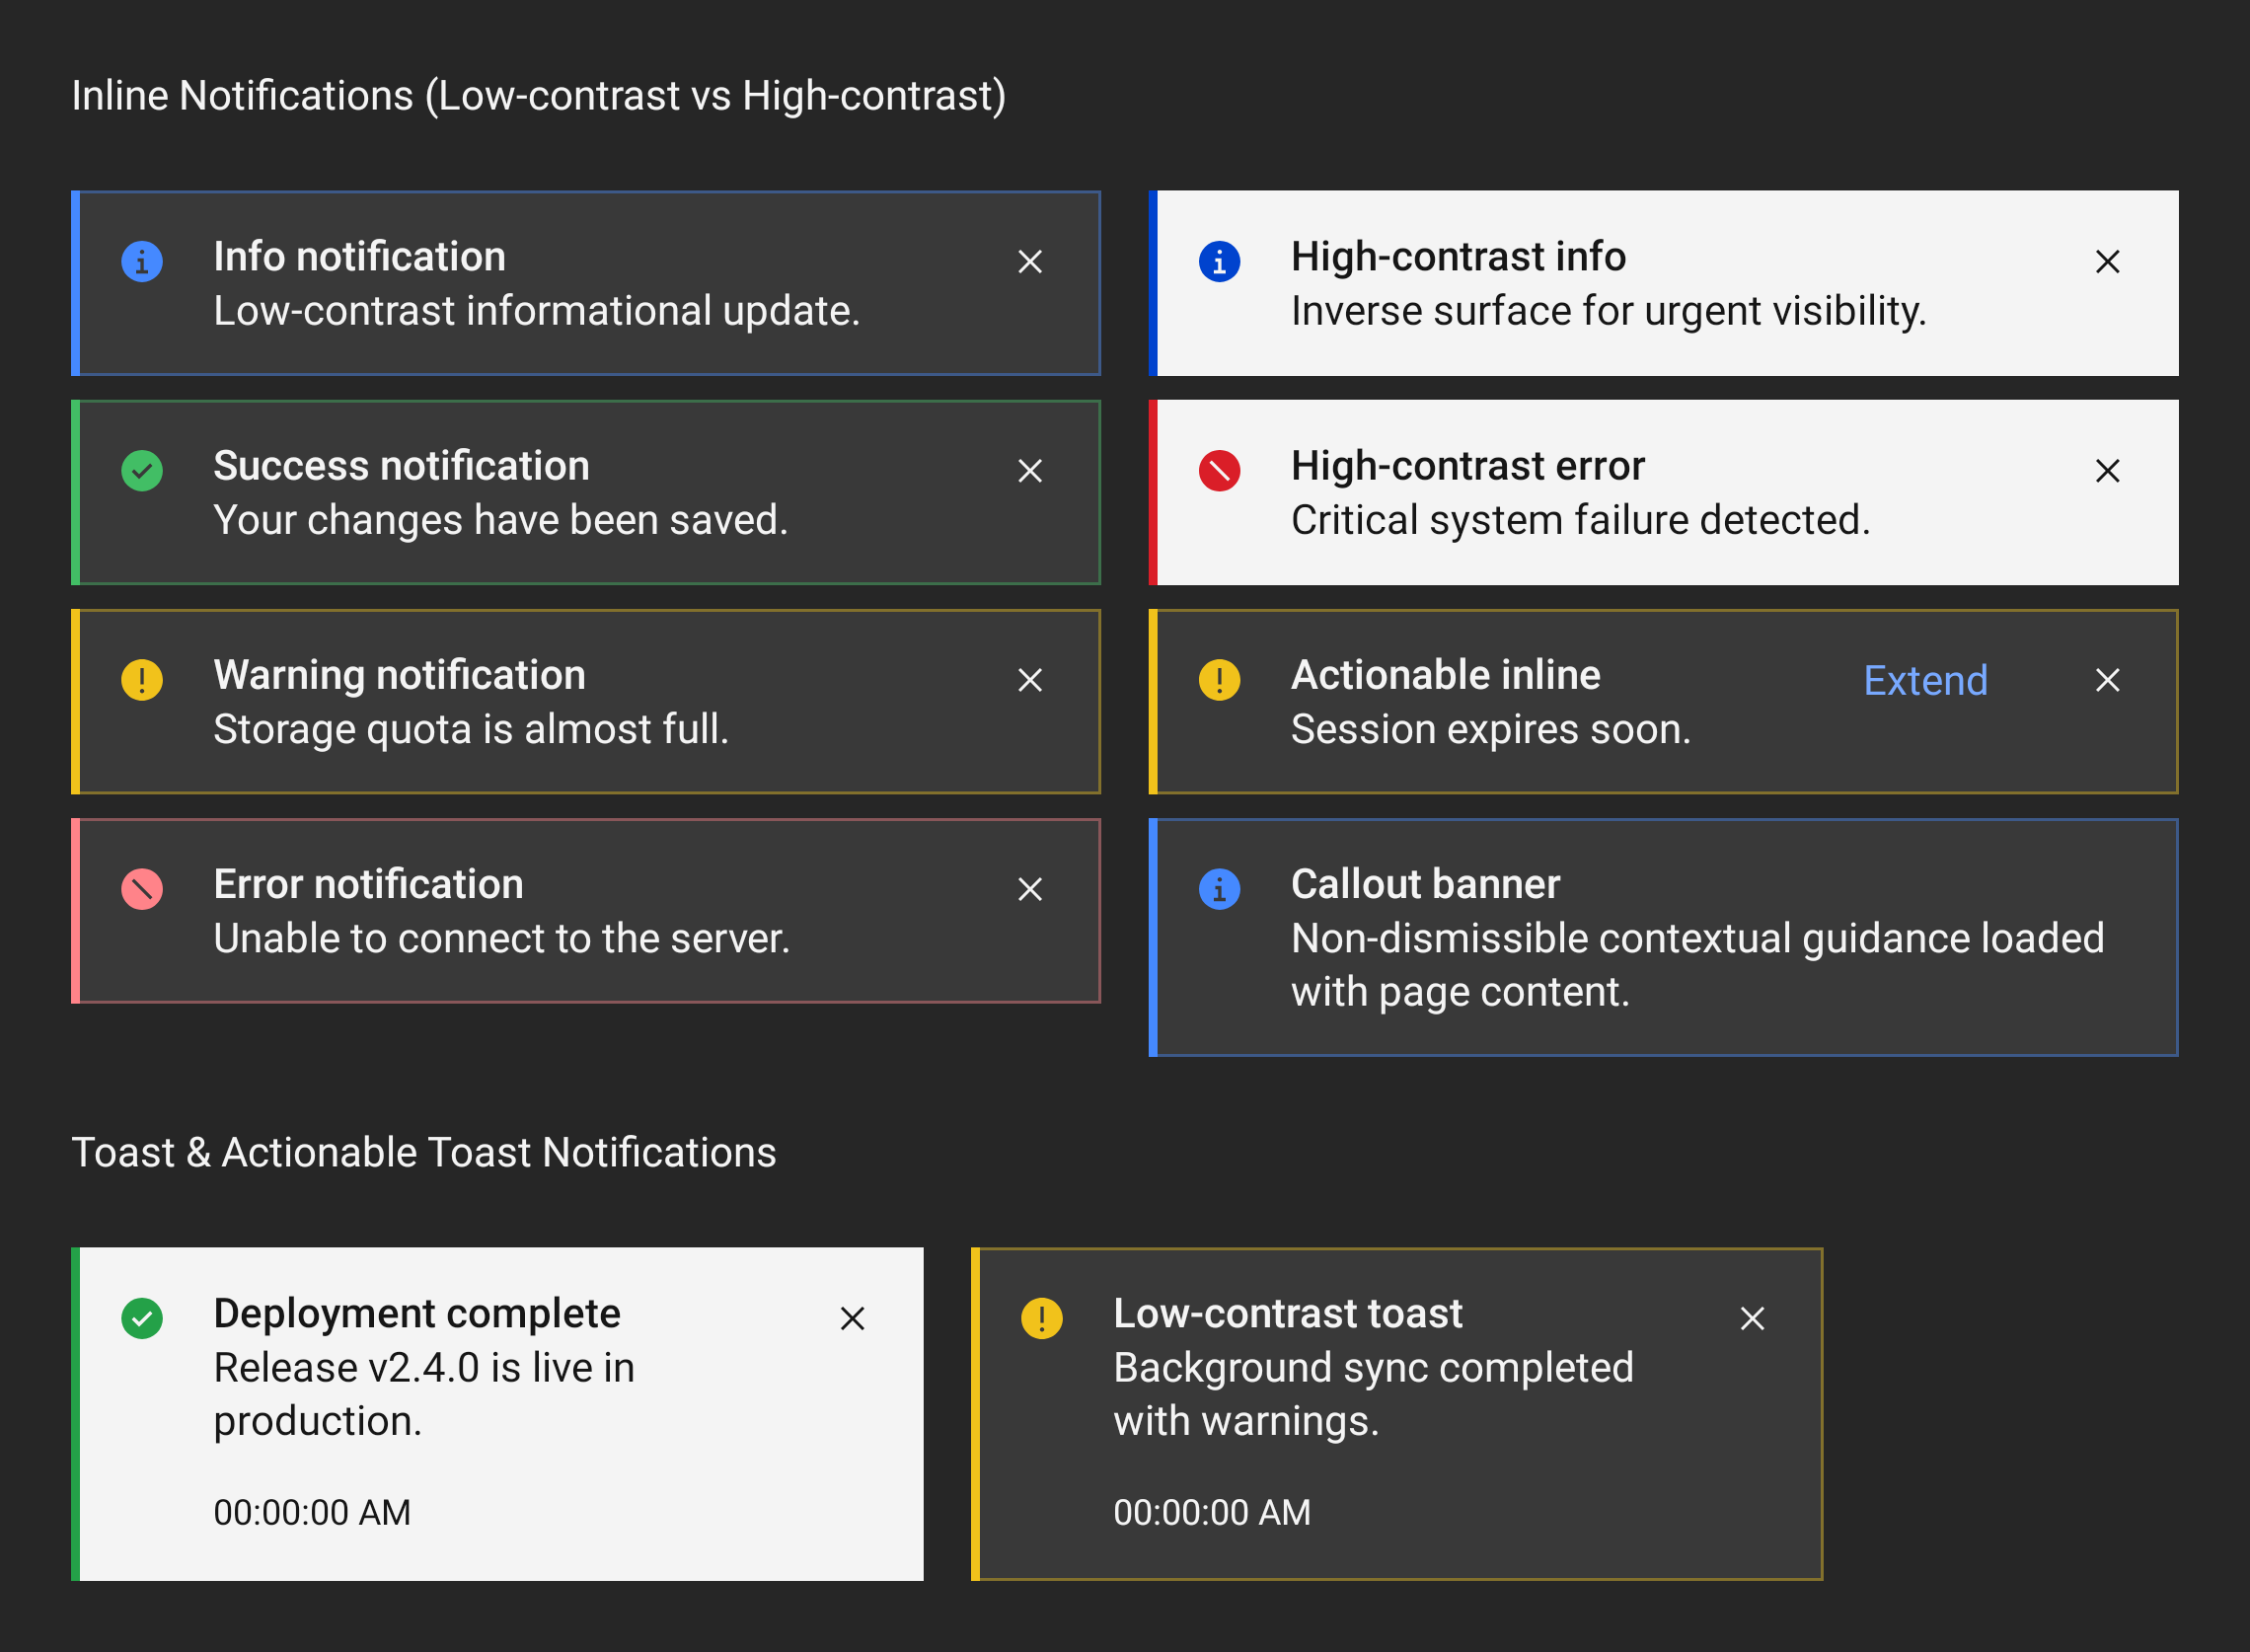 Inline Notifications (Low-contrast vs High-contrast)
Info notification
Low-contrast informational update.
High-contrast info
Inverse surface for urgent visibility.
Success notification
Your changes have been saved.
High-contrast error
Critical system failure detected.
Warning notification
Storage quota is almost full.
Actionable inline
Session expires soon.
Extend
Error notification
Unable to connect to the server.
Callout banner
Non-dismissible contextual guidance loaded
with page content.
Toast & Actionable Toast Notifications
Deployment complete
Release v2.4.0 is live in
production.
00:00:00 AM
Low-contrast toast
Background sync completed
with warnings.
00:00:00 AM